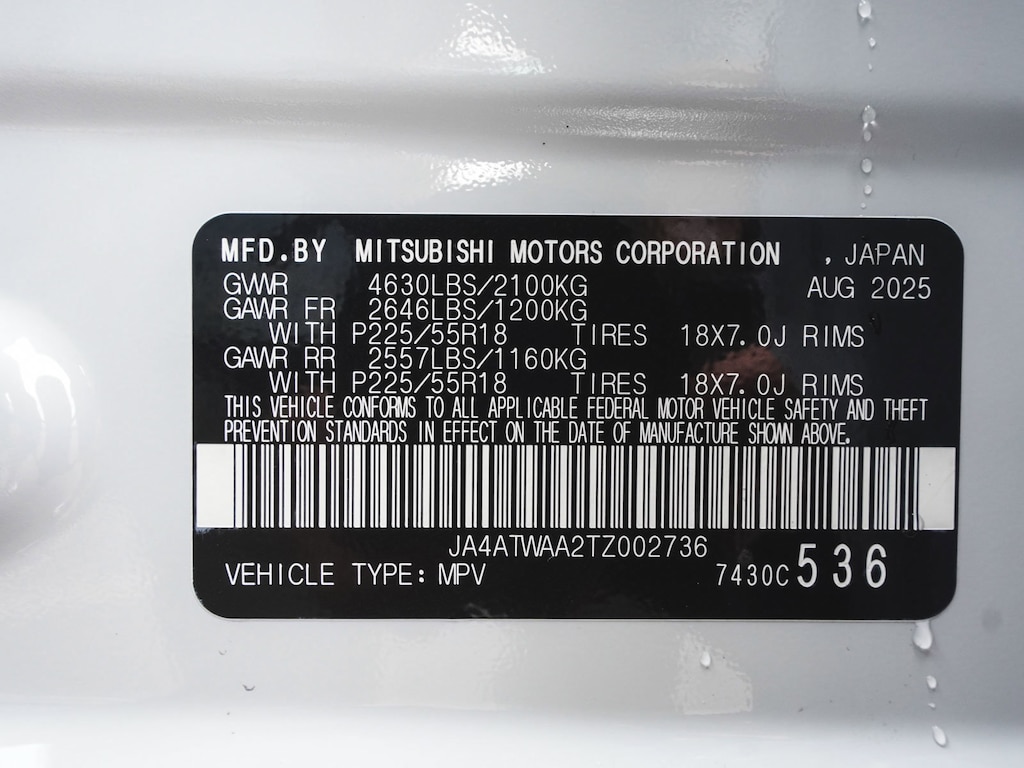 MFD.BY MITSUBISHI MOTORS CORPORATION , JAPAN
GVWR 4630LBS/2100KG AUG 2025
GAWR FR 2646LBS/1200KG
WITH P225/55R18 TIRES 18X7.0J RIMS
GAWR RR 2557LBS/1160KG
WITH P225/55R18 TIRES 18X7.0J RIMS
THIS VEHICLE CONFORMS TO ALL APPLICABLE FEDERAL MOTOR VEHICLE SAFETY AND THEFT
PREVENTION STANDARDS IN EFFECT ON THE DATE OF MANUFACTURE SHOWN ABOVE.
JA4ATWAA2TZ002736
VEHICLE TYPE: MPV 7430C 536